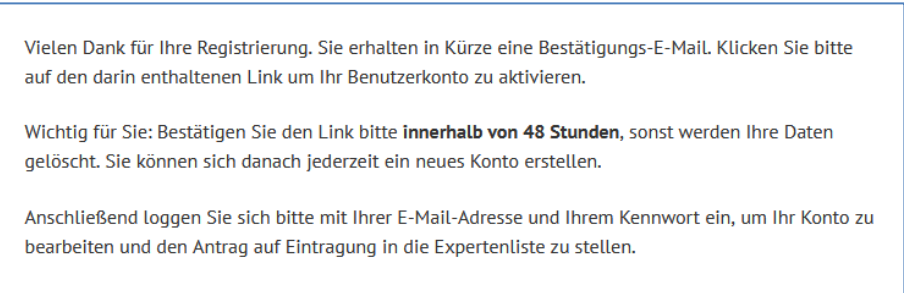 Vielen Dank für Ihre Registrierung. Sie erhalten in Kürze eine Bestätigungs-E-Mail. Klicken Sie bitte
auf den darin enthaltenen Link um Ihr Benutzerkonto zu aktivieren.
Wichtig für Sie: Bestätigen Sie den Link bitte innerhalb von 48 Stunden, sonst werden Ihre Daten
gelöscht. Sie können sich danach jederzeit ein neues Konto erstellen.
Anschließend loggen Sie sich bitte mit Ihrer E-Mail-Adresse und Ihrem Kennwort ein, um Ihr Konto zu
bearbeiten und den Antrag auf Eintragung in die Expertenliste zu stellen.